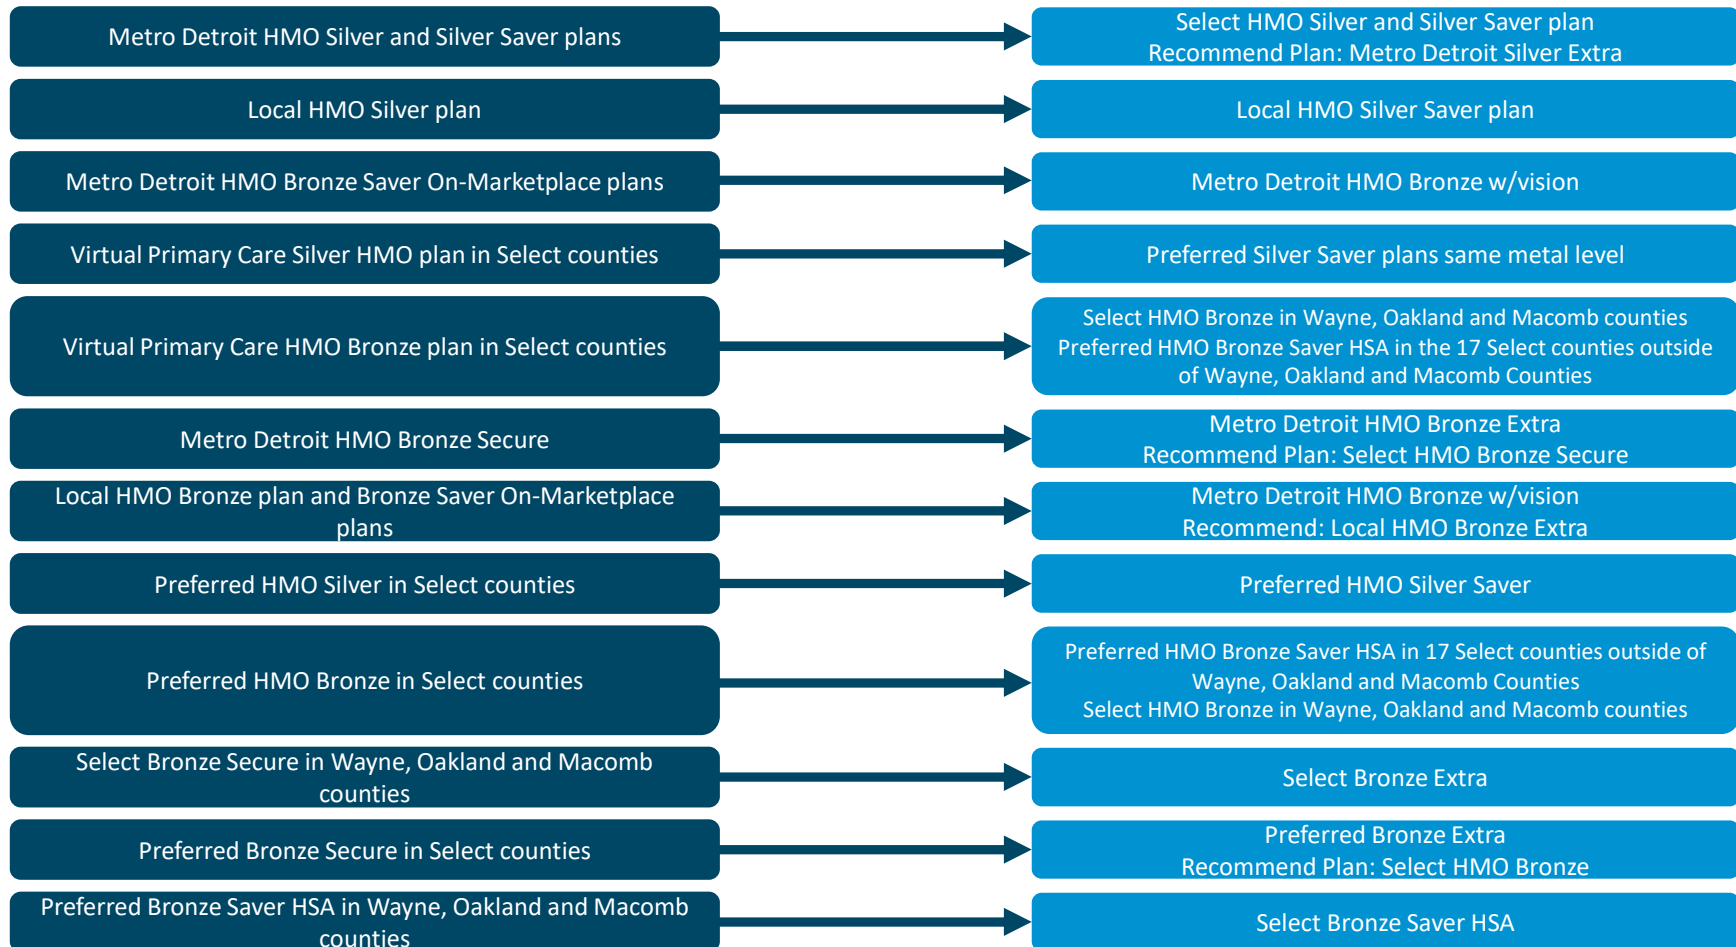 Metro Detroit HMO Silver and Silver Saver plans
Select HMO Silver and Silver Saver plan
Recommend Plan: Metro Detroit Silver Extra
Local HMO Silver plan
Local HMO Silver Saver plan
Metro Detroit HMO Bronze Saver On-Marketplace plans
Metro Detroit HMO Bronze w/vision
Virtual Primary Care Silver HMO plan in Select counties
Preferred Silver Saver plans same metal level
Virtual Primary Care HMO Bronze plan in Select counties
Select HMO Bronze in Wayne, Oakland and Macomb counties
Preferred HMO Bronze Saver HSA in the 17 Select counties outside
of Wayne, Oakland and Macomb Counties
Metro Detroit HMO Bronze Secure
Metro Detroit HMO Bronze Extra
Recommend Plan: Select HMO Bronze Secure
Local HMO Bronze plan and Bronze Saver On-Marketplace
plans
Metro Detroit HMO Bronze w/vision
Recommend: Local HMO Bronze Extra
Preferred HMO Silver in Select counties
Preferred HMO Silver Saver
Preferred HMO Bronze in Select counties
Preferred HMO Bronze Saver HSA in 17 Select counties outside of
Wayne, Oakland and Macomb Counties
Select HMO Bronze in Wayne, Oakland and Macomb counties
Select Bronze Secure in Wayne, Oakland and Macomb
counties
Select Bronze Extra
Preferred Bronze Secure in Select counties
Preferred Bronze Extra
Recommend Plan: Select HMO Bronze
Preferred Bronze Saver HSA in Wayne, Oakland and Macomb
counties
Select Bronze Saver HSA